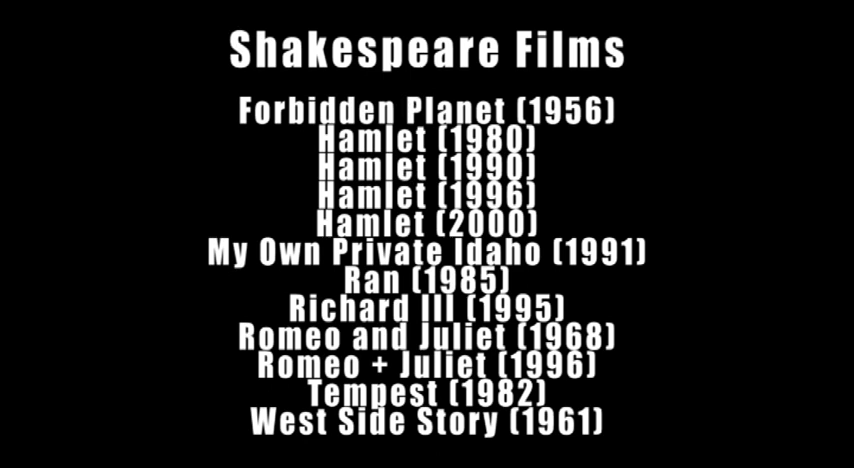 Shakespeare Films
Forbidden Planet (1956)
Hamlet (1980)
Hamlet (1990)
Hamlet (1996)
Hamlet (2000)
My Own Private Idaho (1991)
Ran (1985)
Richard III (1995)
Romeo and Juliet (1968)
Romeo + Juliet (1996)
Tempest (1982)
West Side Story (1961)